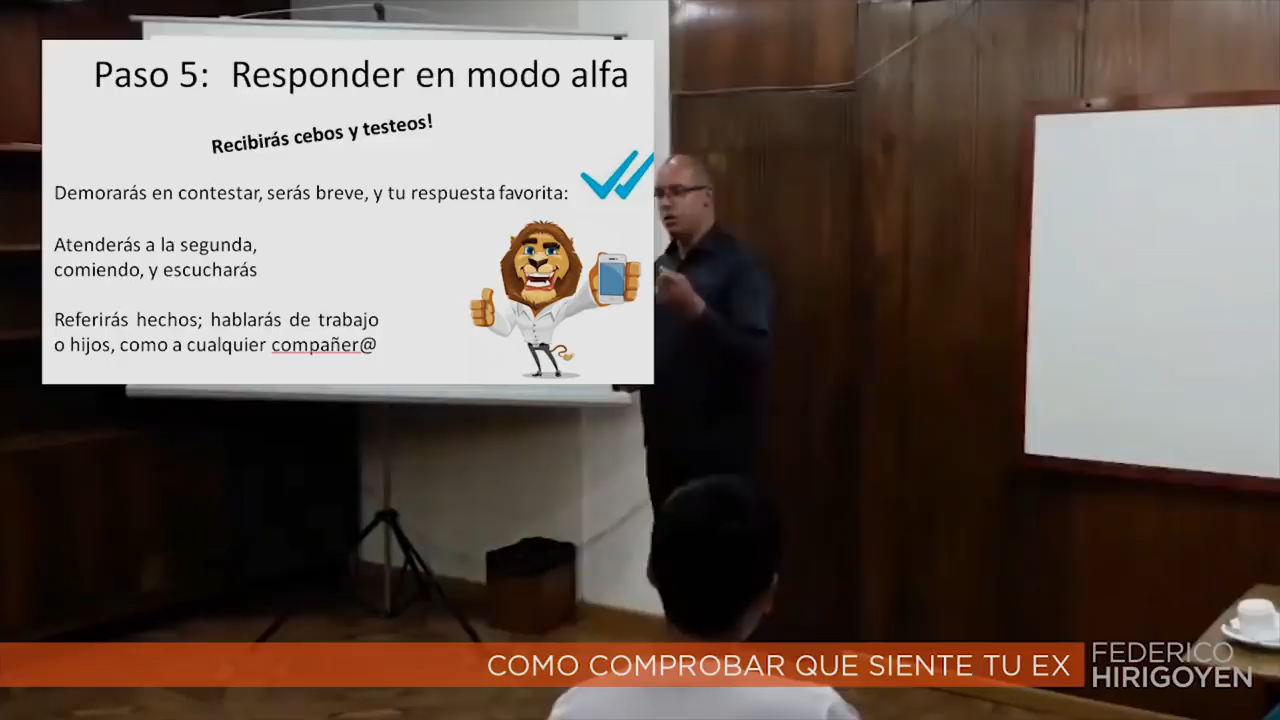 Paso 5: Responder en modo alfa
Recibirás cebos y testeos!
Demorarás en contestar, serás breve, y tu respuesta favorita:
Atenderás a la segunda,
comiendo, y escucharás
Referirás hechos; hablarás de trabajo
o hijos, como a cualquier compañer@
COMO COMPROBAR QUE SIENTE TU EX
FEDERICO
HIRIGOYEN